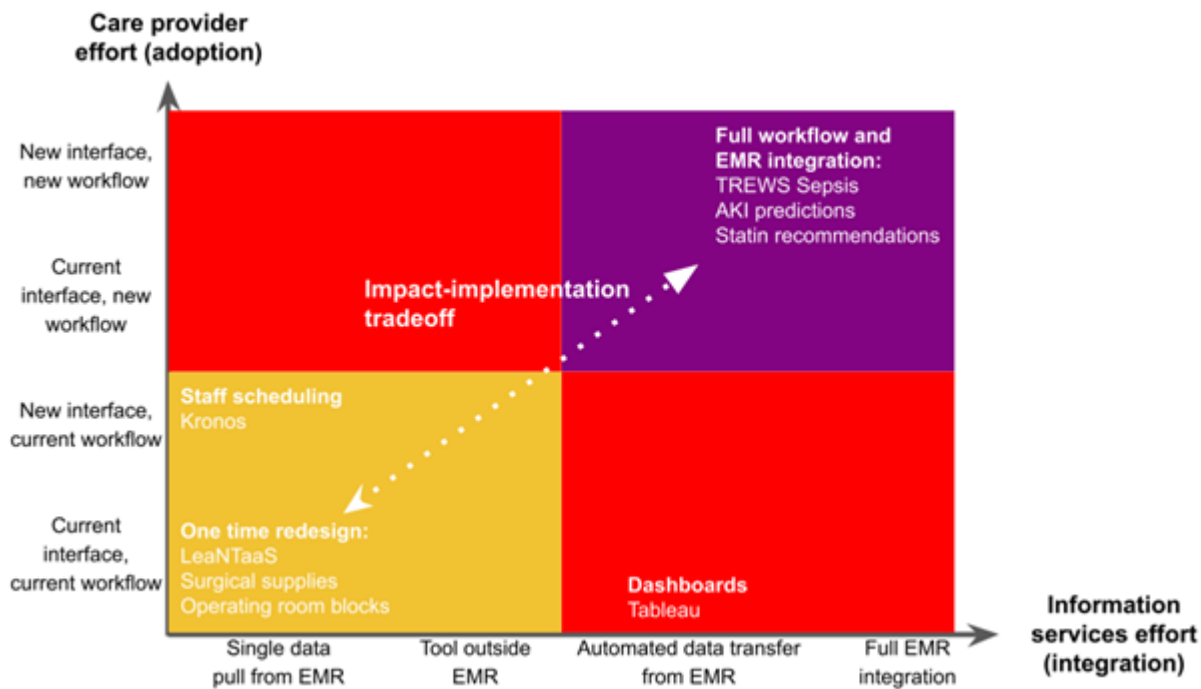 Care provider
effort (adoption)
New interface,
new workflow
Current
interface, new
workflow
New interface,
current workflow
Current
interface,
current workflow
Full workflow and
EMR integration:
TREWS Sepsis
AKI predictions
Statin recommendations
Impact-implementation
tradeoff
Staff scheduling
Kronos
One time redesign:
LeaNTaaS
Surgical supplies
Operating room blocks
Dashboards
Tableau
Single data
pull from EMR
Tool outside
EMR
Automated data transfer
from EMR
Full EMR
integration
Information
services effort
(integration)